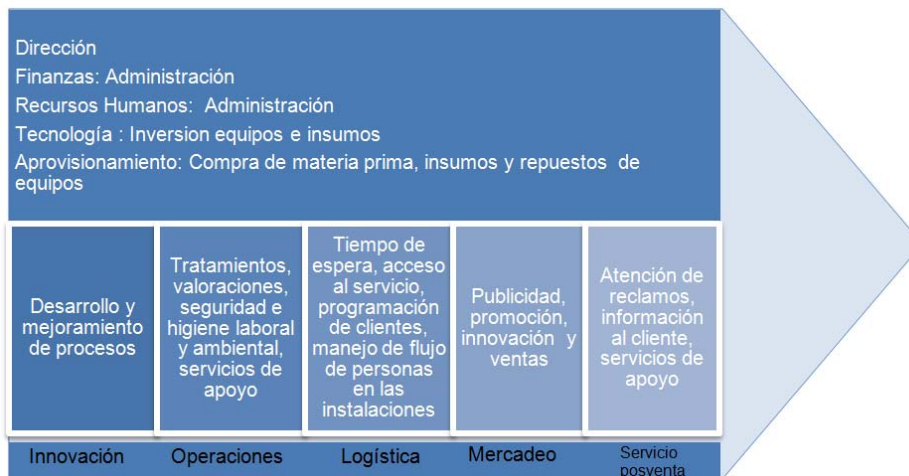 Dirección
Finanzas: Administración
Recursos Humanos:  Administración
Tecnología : Inversion equipos e insumos
Aprovisionamiento: Compra de materia prima, insumos y repuestos  de
equipos
Desarrollo y
mejoramiento
de procesos
Tratamientos,
valoraciones,
seguridad e
higiene laboral
y ambiental,
servicios de
apoyo
Tiempo de
espera, acceso
al servicio,
programación
de clientes,
manejo de flujo
de personas
en las
instalaciones
Publicidad,
promoción,
innovación  y
ventas
Atención de
reclamos,
información
al cliente,
servicios de
apoyo
Innovación
Operaciones
Logística
Mercadeo
Servicio
posventa